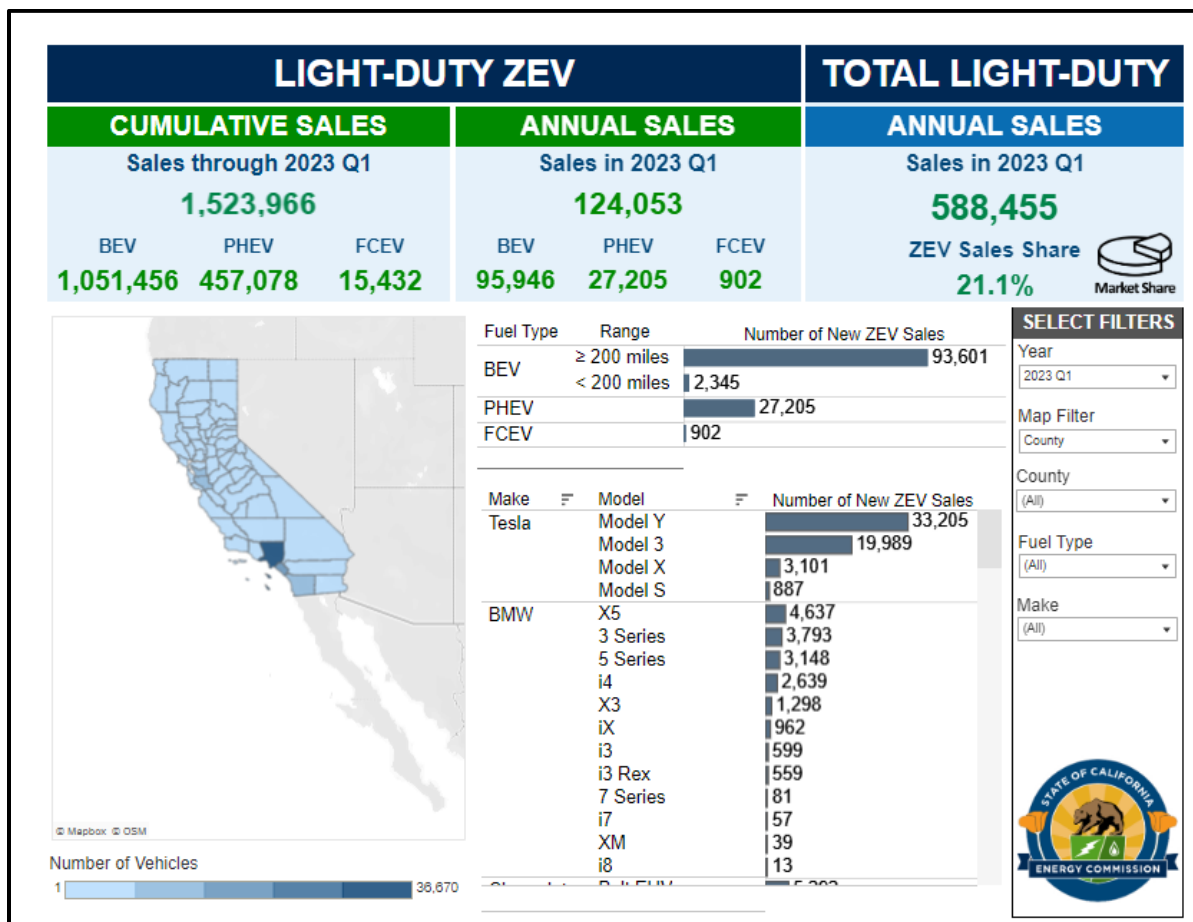 LIGHT-DUTY ZEV
TOTAL LIGHT-DUTY
CUMULATIVE SALES
ANNUAL SALES
ANNUAL SALES
Sales through 2023 Q1
Sales in 2023 Q1
Sales in 2023 Q1
1,523,966
124,053
588,455
BEV PHEV FCEV
BEV PHEV FCEV
ZEV Sales Share
1,051,456 457,078 15,432
95,946 27,205 902
21.1%
Market Share
© Mapbox © OSM
Number of Vehicles
1 36,670
Fuel Type Range Number of New ZEV Sales
BEV
≥ 200 miles 93,601
< 200 miles 2,345
PHEV 27,205
FCEV 902
Make Model Number of New ZEV Sales
Tesla Model Y 33,205
Model 3 19,989
Model X 3,101
Model S 887
BMW X5 4,637
3 Series 3,793
5 Series 3,148
i4 2,639
X3 1,298
iX 962
i3 599
i3 Rex 559
7 Series 81
i7 57
XM 39
i8 13
SELECT FILTERS
Year
2023 Q1
Map Filter
County
County
(All)
Fuel Type
(All)
Make
(All)
STATE OF CALIFORNIA
ENERGY COMMISSION